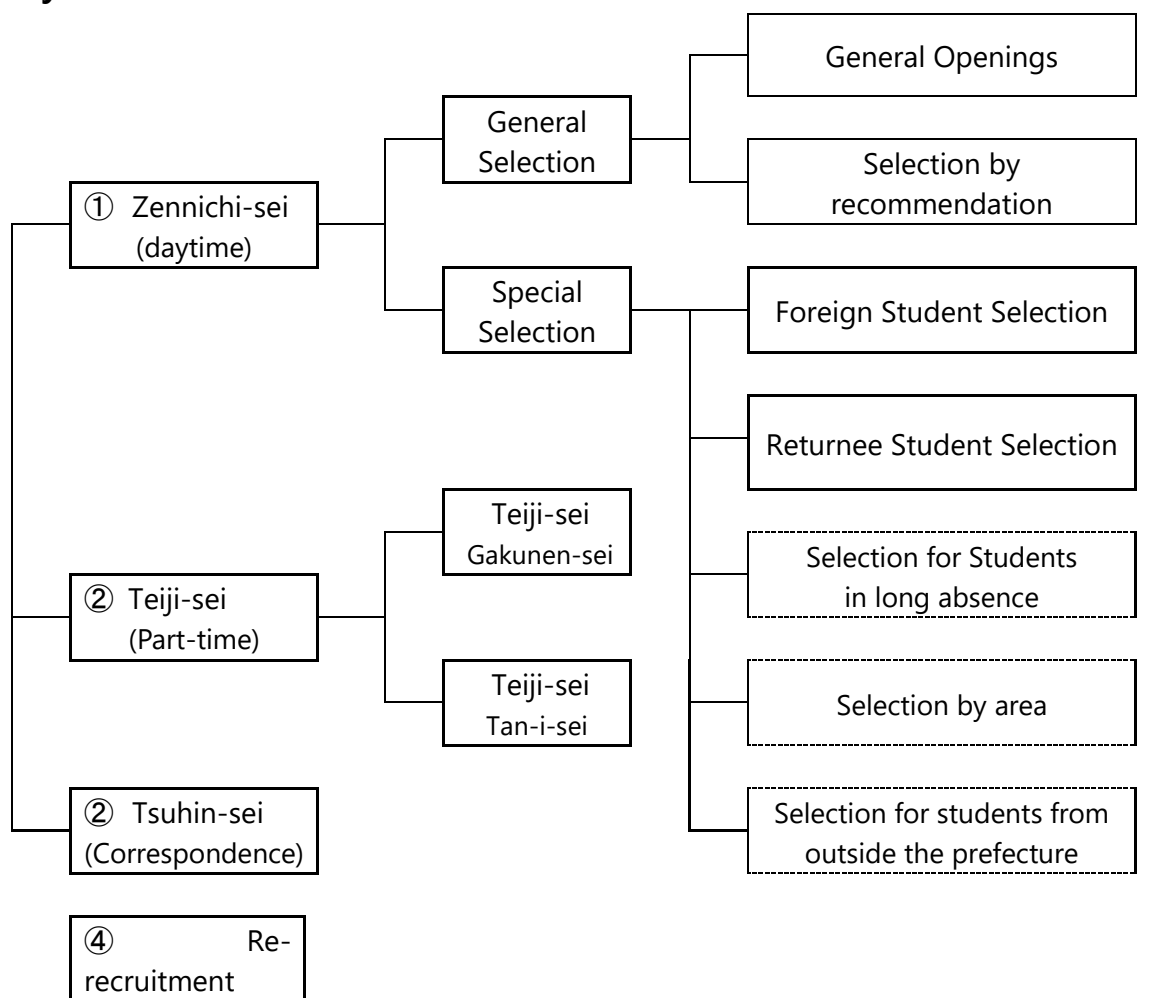 General Openings
General
Selection
Selection by
recommendation
① Zennichi-sei
(daytime)
Special
Selection
Foreign Student Selection
Returnee Student Selection
Teiji-sei
Gakunen-sei
Selection for Students
in long absence
② Teiji-sei
(Part-time)
Teiji-sei
Tan-i-sei
Selection by area
② Tsuhin-sei
(Correspondence)
Selection for students from
outside the prefecture
④ Re-
recruitment